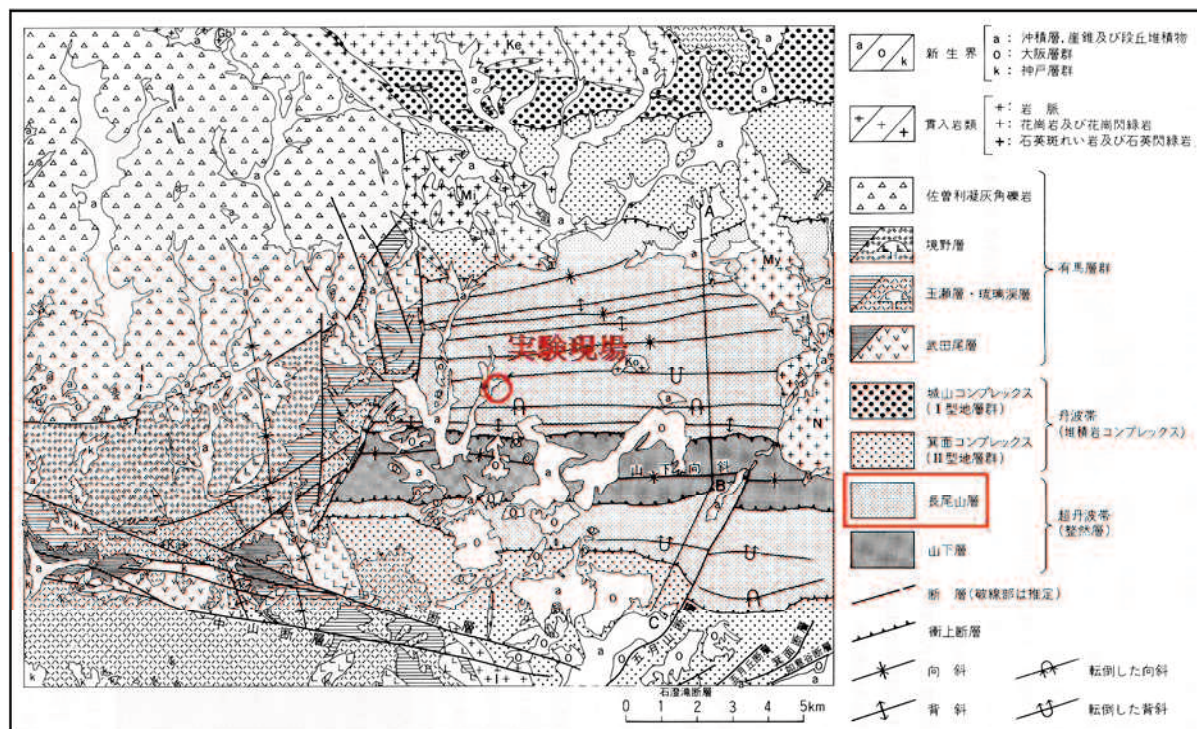 新生界
a : 沖積層, 崖錐及び段丘堆積物
o : 大阪層群
k : 神戸層群
貫入岩類
+ : 岩 脈
+ : 花崗岩及び花崗閃緑岩
+ : 石英斑れい岩及び石英閃緑岩
佐曽利凝灰角礫岩
境野層
玉瀬層・琉璃渓層
武田尾層
有馬層群
城山コンプレックス
(I型地層群)
箕面コンプレックス
(II型地層群)
丹波帯
(堆積岩コンプレックス)
長尾山層
山下層
超丹波帯
(整然層)
断 層(破線部は推定)
衝上断層
向 斜
転倒した向斜
背 斜
転倒した背斜
Gb
Ke
Mi
A
My
実験現場
Ko
N
山下向斜
B
C
中山断層
五月山断層
箕面断層
I
石澄滝断層
0 1 2 3 4 5km